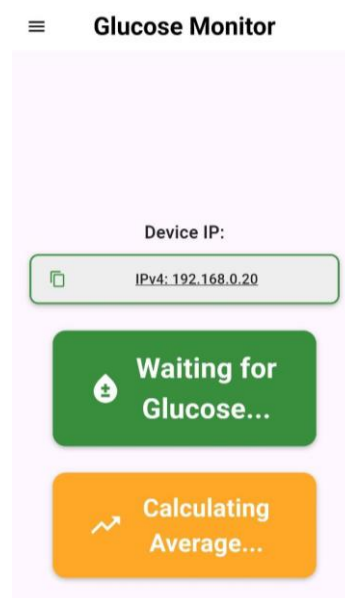 Glucose Monitor
Device IP:
IPv4: 192.168.0.20
Waiting for
Glucose...
Calculating
Average...